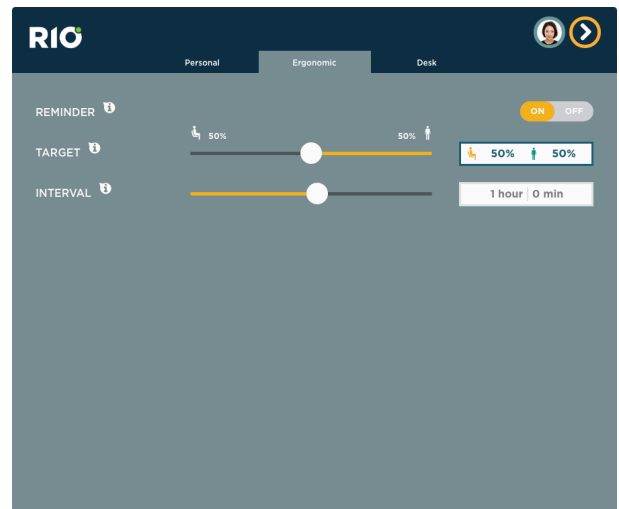 RIO
Personal Ergonomic Desk
REMINDER i ON OFF
50% 50%
TARGET i 50% 50%
INTERVAL i 1 hour 0 min